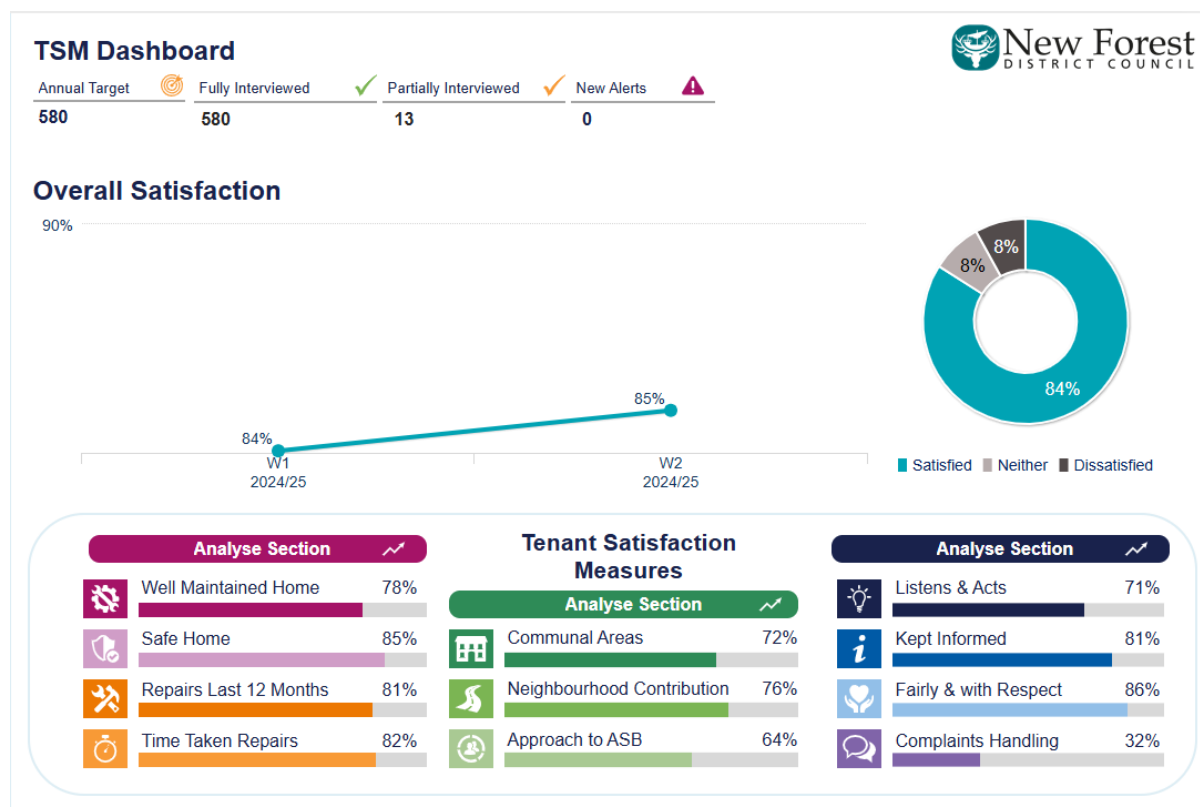 TSM Dashboard
New Forest
DISTRICT COUNCIL
Annual Target
Fully Interviewed
Partially Interviewed
New Alerts
580
580
13
0
Overall Satisfaction
90%
84%
85%
W1
2024/25
W2
2024/25
8%
8%
84%
Satisfied
Neither
Dissatisfied
Analyse Section
Well Maintained Home 78%
Safe Home 85%
Repairs Last 12 Months 81%
Time Taken Repairs 82%
Tenant Satisfaction
Measures
Analyse Section
Communal Areas 72%
Neighbourhood Contribution 76%
Approach to ASB 64%
Analyse Section
Listens & Acts 71%
Kept Informed 81%
Fairly & with Respect 86%
Complaints Handling 32%